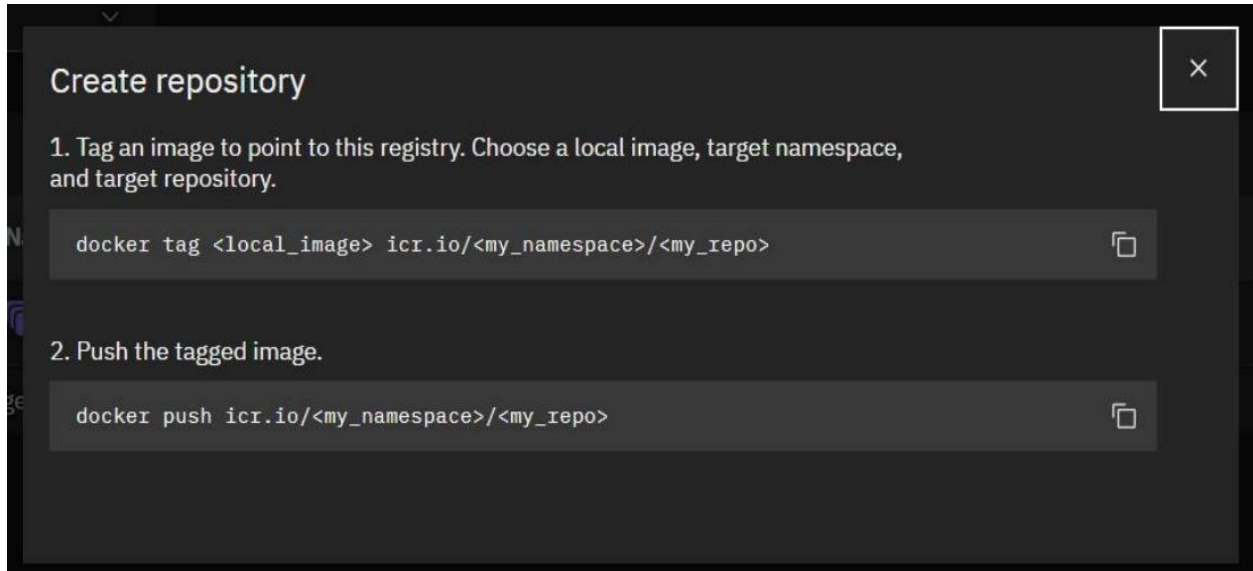 Create repository
1. Tag an image to point to this registry. Choose a local image, target namespace,
and target repository.
docker tag <local_image> icr.io/<my_namespace>/<my_repo>
2. Push the tagged image.
docker push icr.io/<my_namespace>/<my_repo>